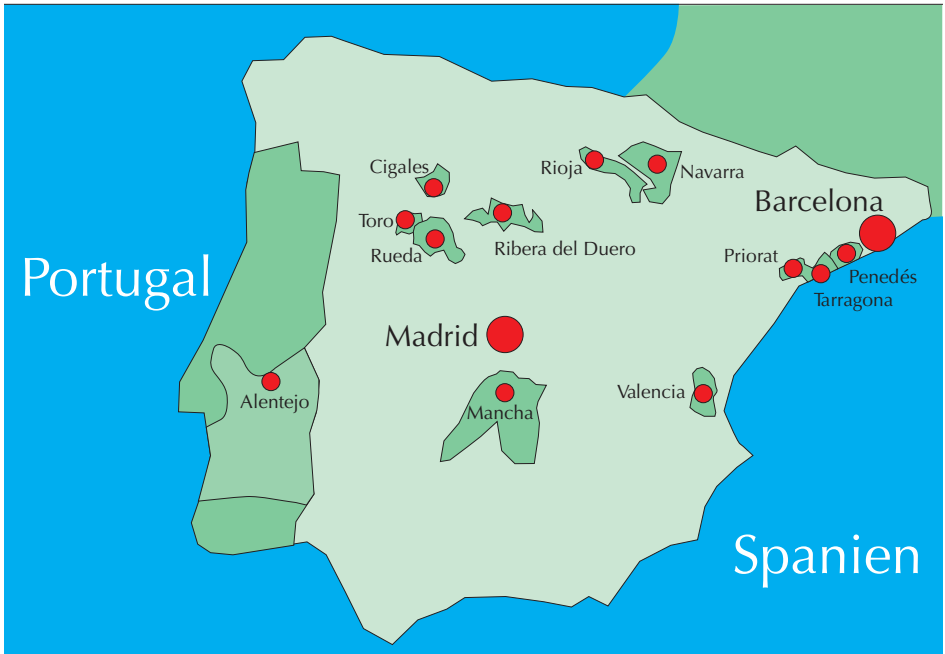 Cigales
Rioja
Navarra
Barcelona
Toro
Rueda
Ribera del Duero
Priorat
Penedés
Tarragona
Portugal
Madrid
Valencia
Alentejo
Mancha
Spanien